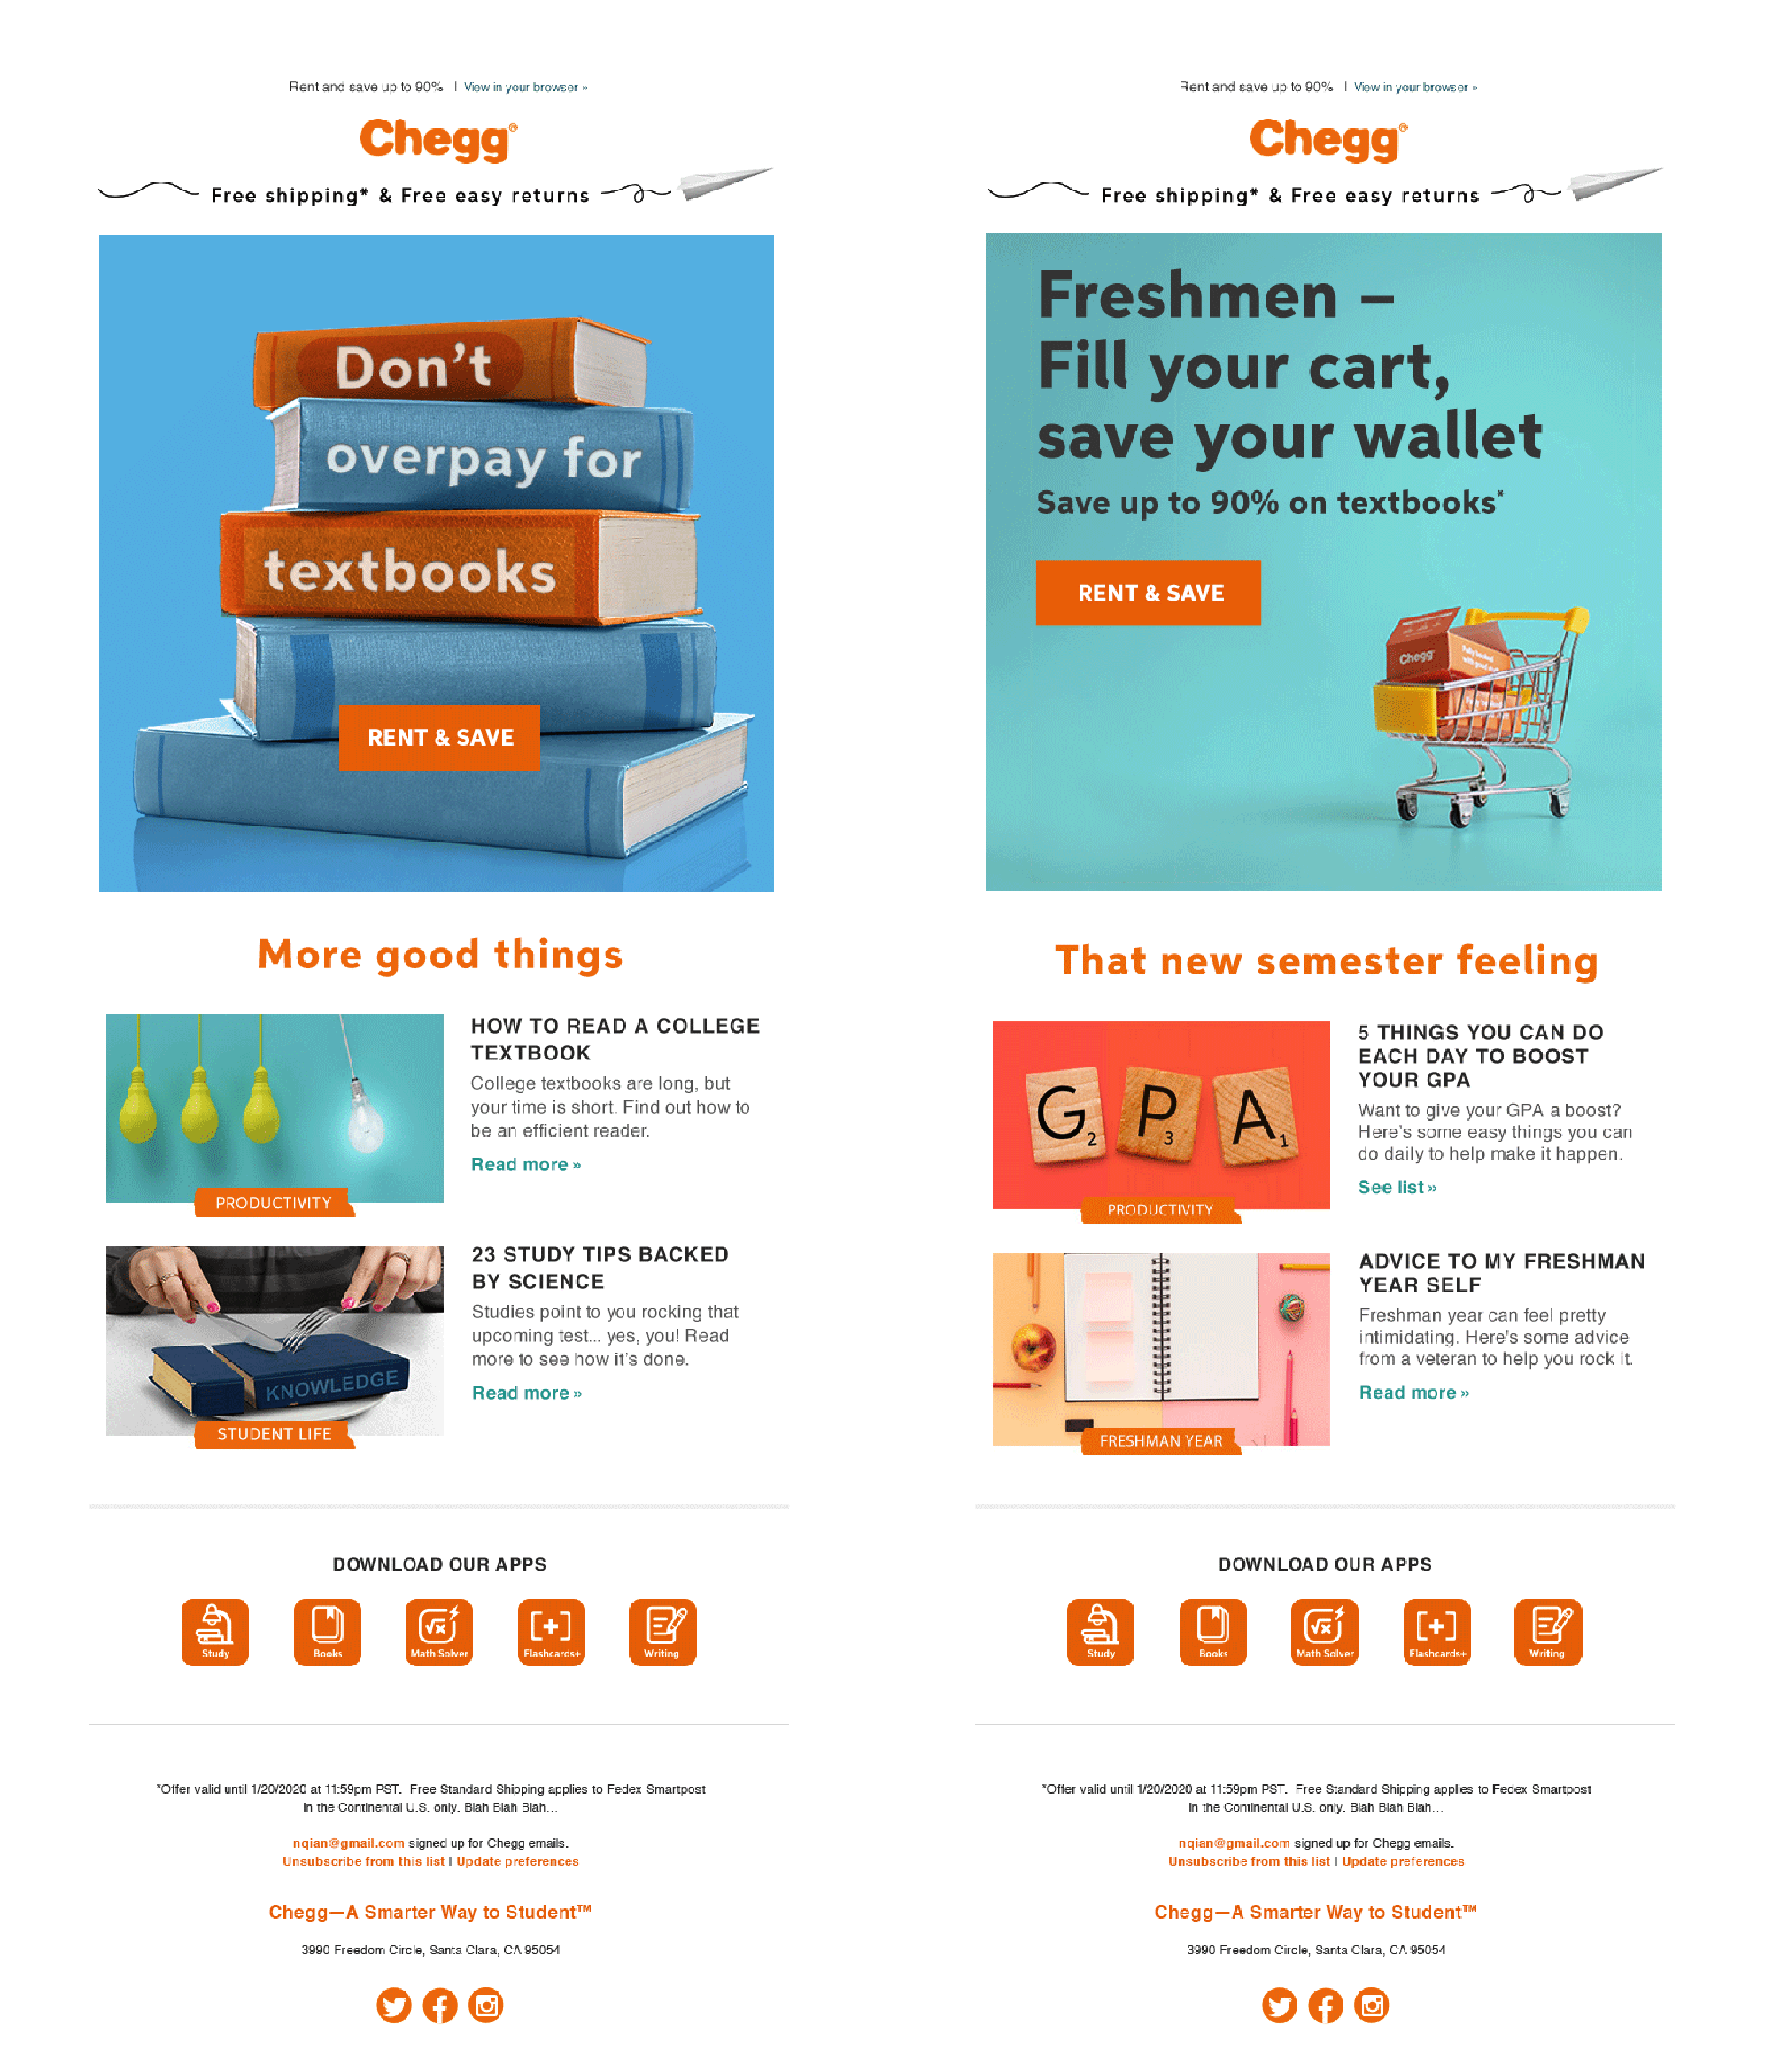 Rent and save up to 90% | View in your browser »
Chegg®
Free shipping* & Free easy returns
Don't
overpay for
textbooks
RENT & SAVE
More good things
HOW TO READ A COLLEGE
TEXTBOOK
College textbooks are long, but
your time is short. Find out how to
be an efficient reader.
Read more »
PRODUCTIVITY
23 STUDY TIPS BACKED
BY SCIENCE
Studies point to you rocking that
upcoming test... yes, you! Read
more to see how it's done.
Read more »
KNOWLEDGE
STUDENT LIFE
DOWNLOAD OUR APPS
Study
Books
Math Solver
Flashcards+
Writing
*Offer valid until 1/20/2020 at 11:59pm PST. Free Standard Shipping applies to Fedex Smartpost
in the Continental U.S. only. Blah Blah Blah...
nqian@gmail.com signed up for Chegg emails.
Unsubscribe from this list | Update preferences
Chegg—A Smarter Way to Student™
3990 Freedom Circle, Santa Clara, CA 95054
Rent and save up to 90% | View in your browser »
Chegg®
Free shipping* & Free easy returns
Freshmen –
Fill your cart,
save your wallet
Save up to 90% on textbooks*
RENT & SAVE
Chegg
That new semester feeling
G2 P3 A1
PRODUCTIVITY
5 THINGS YOU CAN DO
EACH DAY TO BOOST
YOUR GPA
Want to give your GPA a boost?
Here's some easy things you can
do daily to help make it happen.
See list »
FRESHMAN YEAR
ADVICE TO MY FRESHMAN
YEAR SELF
Freshman year can feel pretty
intimidating. Here's some advice
from a veteran to help you rock it.
Read more »
DOWNLOAD OUR APPS
Study
Books
Math Solver
Flashcards+
Writing
*Offer valid until 1/20/2020 at 11:59pm PST. Free Standard Shipping applies to Fedex Smartpost
in the Continental U.S. only. Blah Blah Blah...
nqian@gmail.com signed up for Chegg emails.
Unsubscribe from this list | Update preferences
Chegg—A Smarter Way to Student™
3990 Freedom Circle, Santa Clara, CA 95054